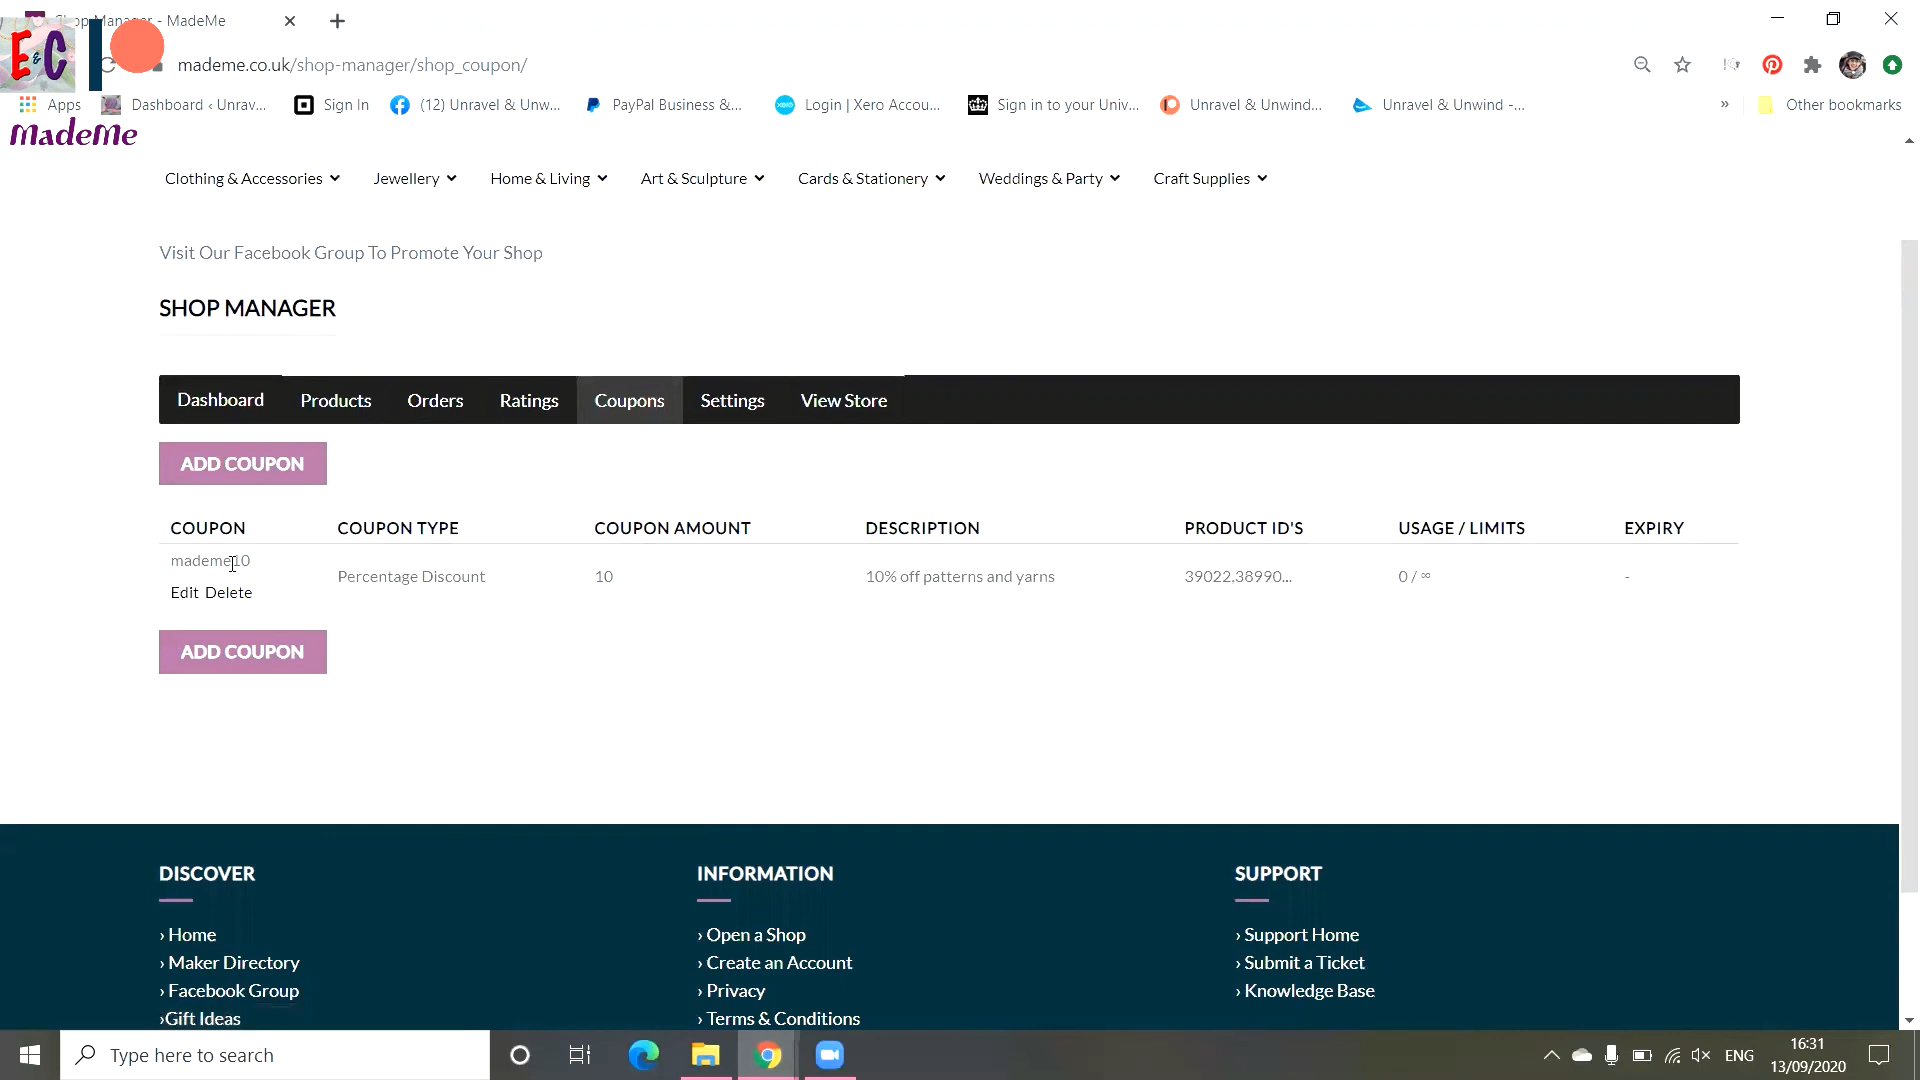 Shop Manager - MadeMe
E&C
mademe.co.uk/shop-manager/shop_coupon/
Apps Dashboard ‹ Unrav... Sign In (12) Unravel & Unw... PayPal Business &... Login | Xero Accou... Sign in to your Univ... Unravel & Unwind... Unravel & Unwind -... » Other bookmarks
MadeMe
Clothing & Accessories Jewellery Home & Living Art & Sculpture Cards & Stationery Weddings & Party Craft Supplies
Visit Our Facebook Group To Promote Your Shop
SHOP MANAGER
Dashboard Products Orders Ratings Coupons Settings View Store
ADD COUPON
COUPON COUPON TYPE COUPON AMOUNT DESCRIPTION PRODUCT ID'S USAGE / LIMITS EXPIRY
mademe10
Percentage Discount 10 10% off patterns and yarns 39022,38990... 0 / ∞ -
Edit Delete
ADD COUPON
DISCOVER INFORMATION SUPPORT
› Home › Open a Shop › Support Home
› Maker Directory › Create an Account › Submit a Ticket
› Facebook Group › Privacy › Knowledge Base
›Gift Ideas › Terms & Conditions
Type here to search
ENG
16:31
13/09/2020